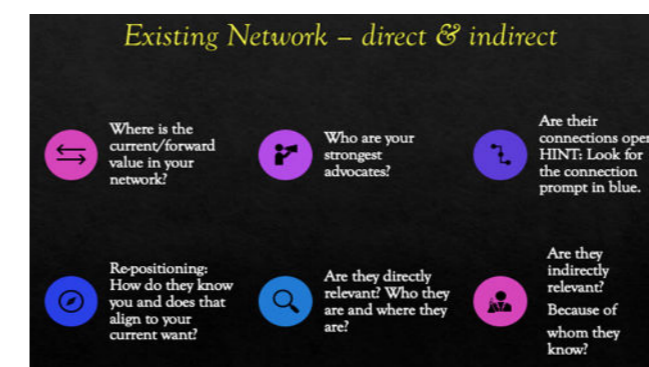 Existing Network – direct & indirect
Where is the
current/forward
value in your
network?
Who are your
strongest
advocates?
Are their
connections open
HINT: Look for
the connection
prompt in blue.
Re-positioning:
How do they know
you and does that
align to your
current want?
Are they directly
relevant? Who they
are and where they
are?
Are they
indirectly
relevant?
Because of
whom they
know?